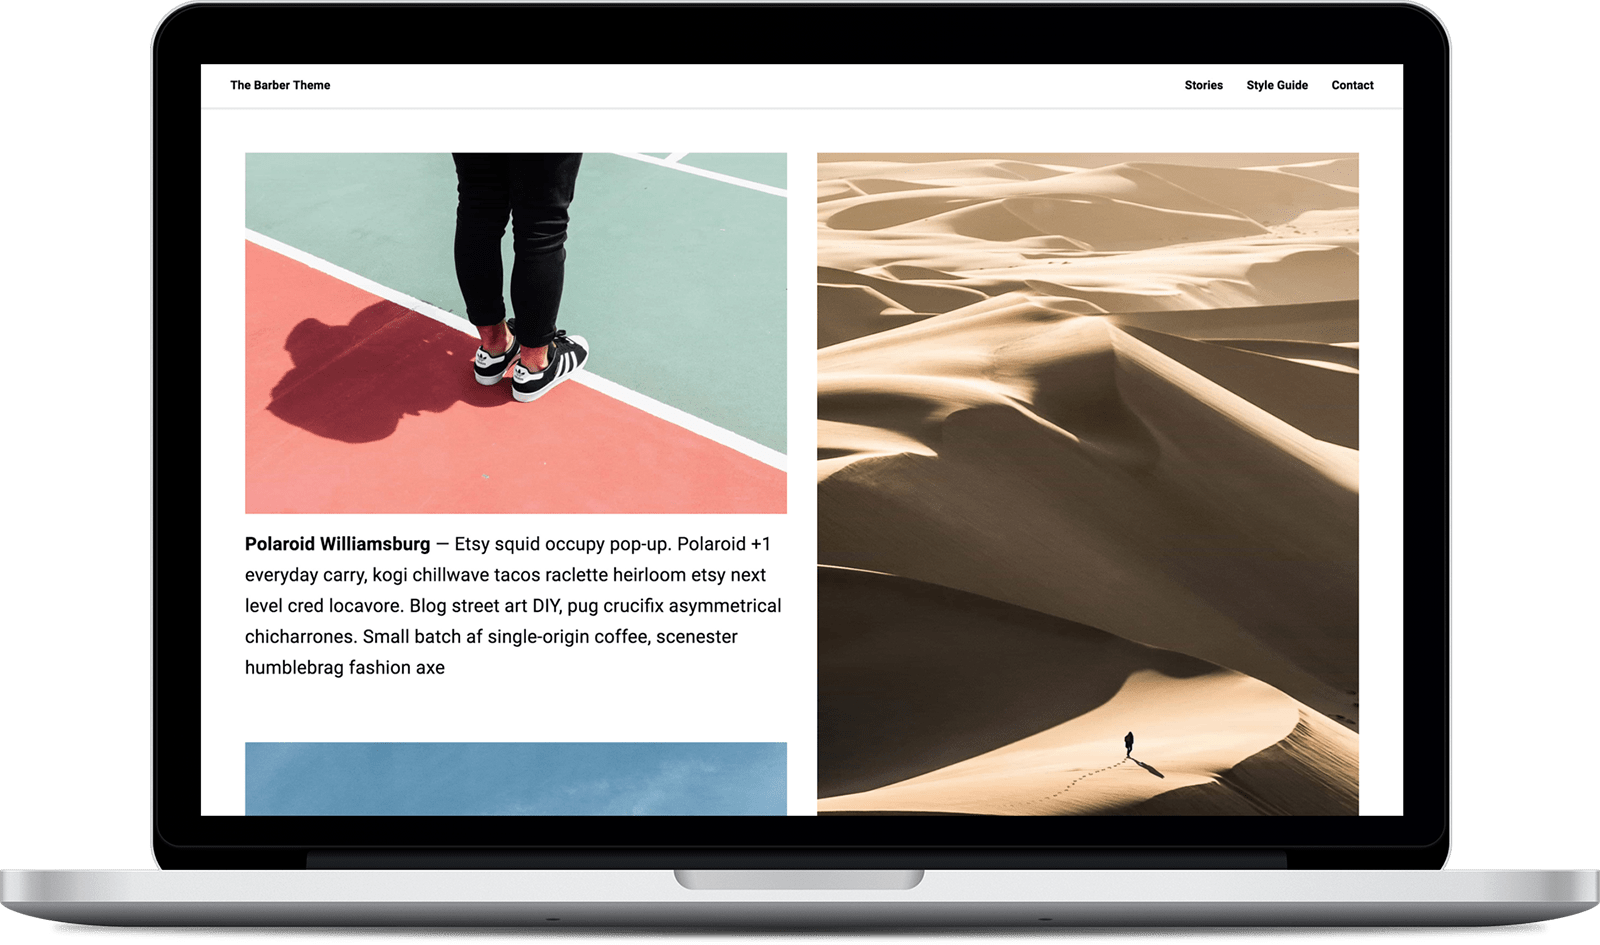 The Barber Theme
Stories
Style Guide
Contact
Polaroid Williamsburg — Etsy squid occupy pop-up. Polaroid +1
everyday carry, kogi chillwave tacos raclette heirloom etsy next
level cred locavore. Blog street art DIY, pug crucifix asymmetrical
chicharrones. Small batch af single-origin coffee, scenester
humblebrag fashion axe